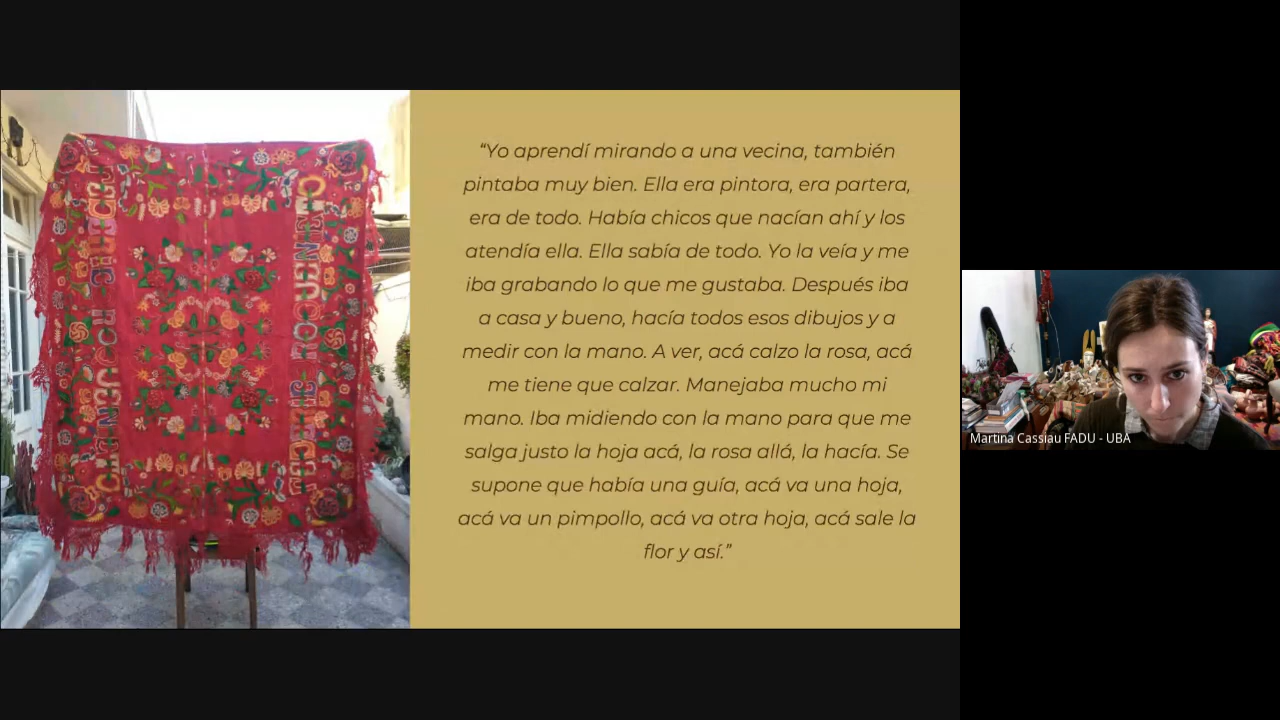 “Yo aprendí mirando a una vecina, también
pintaba muy bien. Ella era pintora, era partera,
era de todo. Había chicos que nacían ahí y los
atendía ella. Ella sabía de todo. Yo la veía y me
iba grabando lo que me gustaba. Después iba
a casa y bueno, hacía todos esos dibujos y a
medir con la mano. A ver, acá calzo la rosa, acá
me tiene que calzar. Manejaba mucho mi
mano. Iba midiendo con la mano para que me
salga justo la hoja acá, la rosa allá, la hacía. Se
supone que había una guía, acá va una hoja,
acá va un pimpollo, acá va otra hoja, acá sale la
flor y así.”
Martina Cassiau FADU - UBA